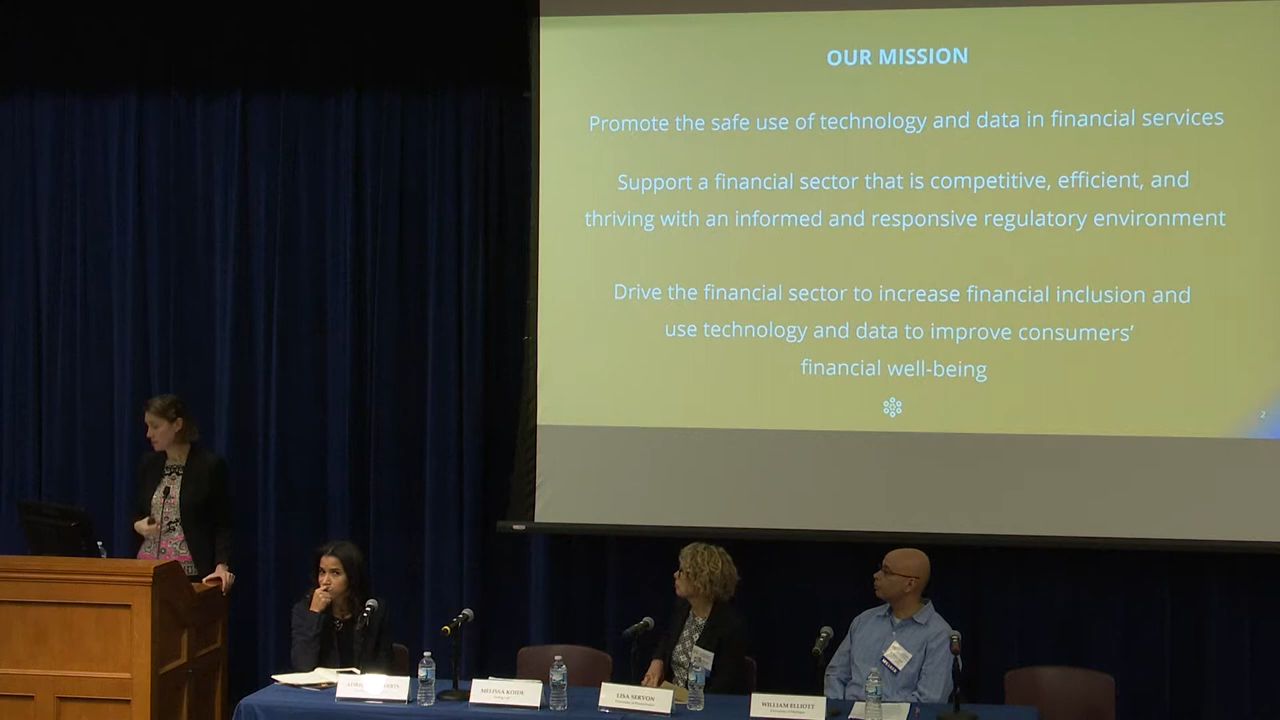 OUR MISSION
Promote the safe use of technology and data in financial services
Support a financial sector that is competitive, efficient, and
thriving with an informed and responsive regulatory environment
Drive the financial sector to increase financial inclusion and
use technology and data to improve consumers’
financial well-being
2
MELISSA KOIDE
LISA SERVON
WILLIAM ELLIOTT